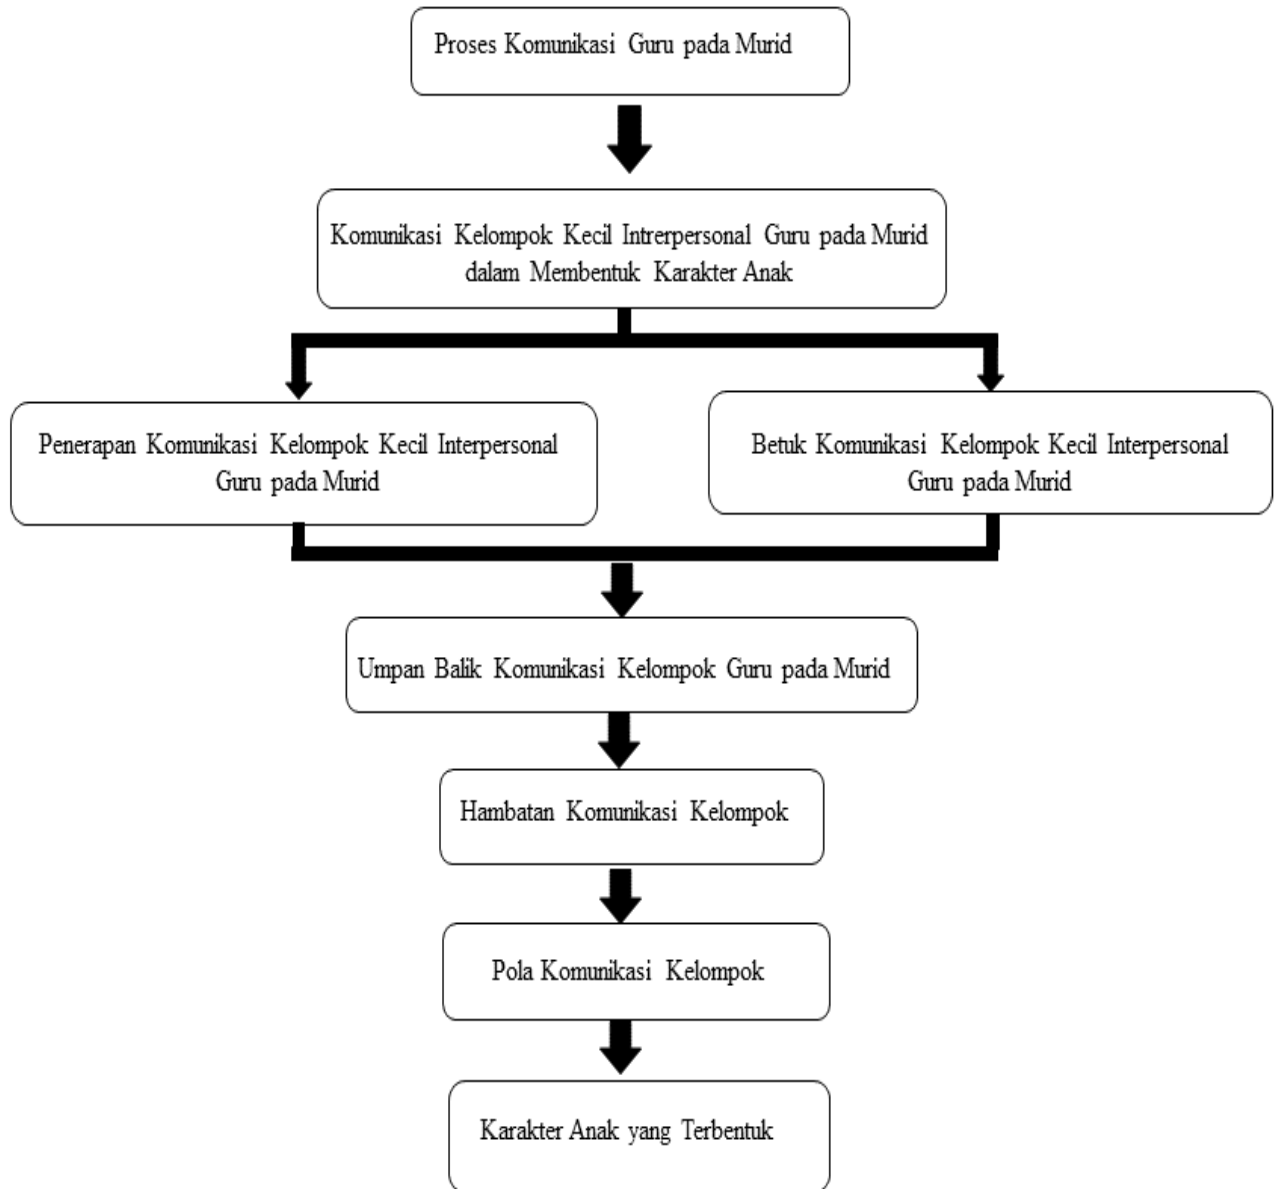 Proses Komunikasi Guru pada Murid
Komunikasi Kelompok Kecil Intrerpersonal Guru pada Murid
dalam Membentuk Karakter Anak
Penerapan Komunikasi Kelompok Kecil Interpersonal
Guru pada Murid
Betuk Komunikasi Kelompok Kecil Interpersonal
Guru pada Murid
Umpan Balik Komunikasi Kelompok Guru pada Murid
Hambatan Komunikasi Kelompok
Pola Komunikasi Kelompok
Karakter Anak yang Terbentuk